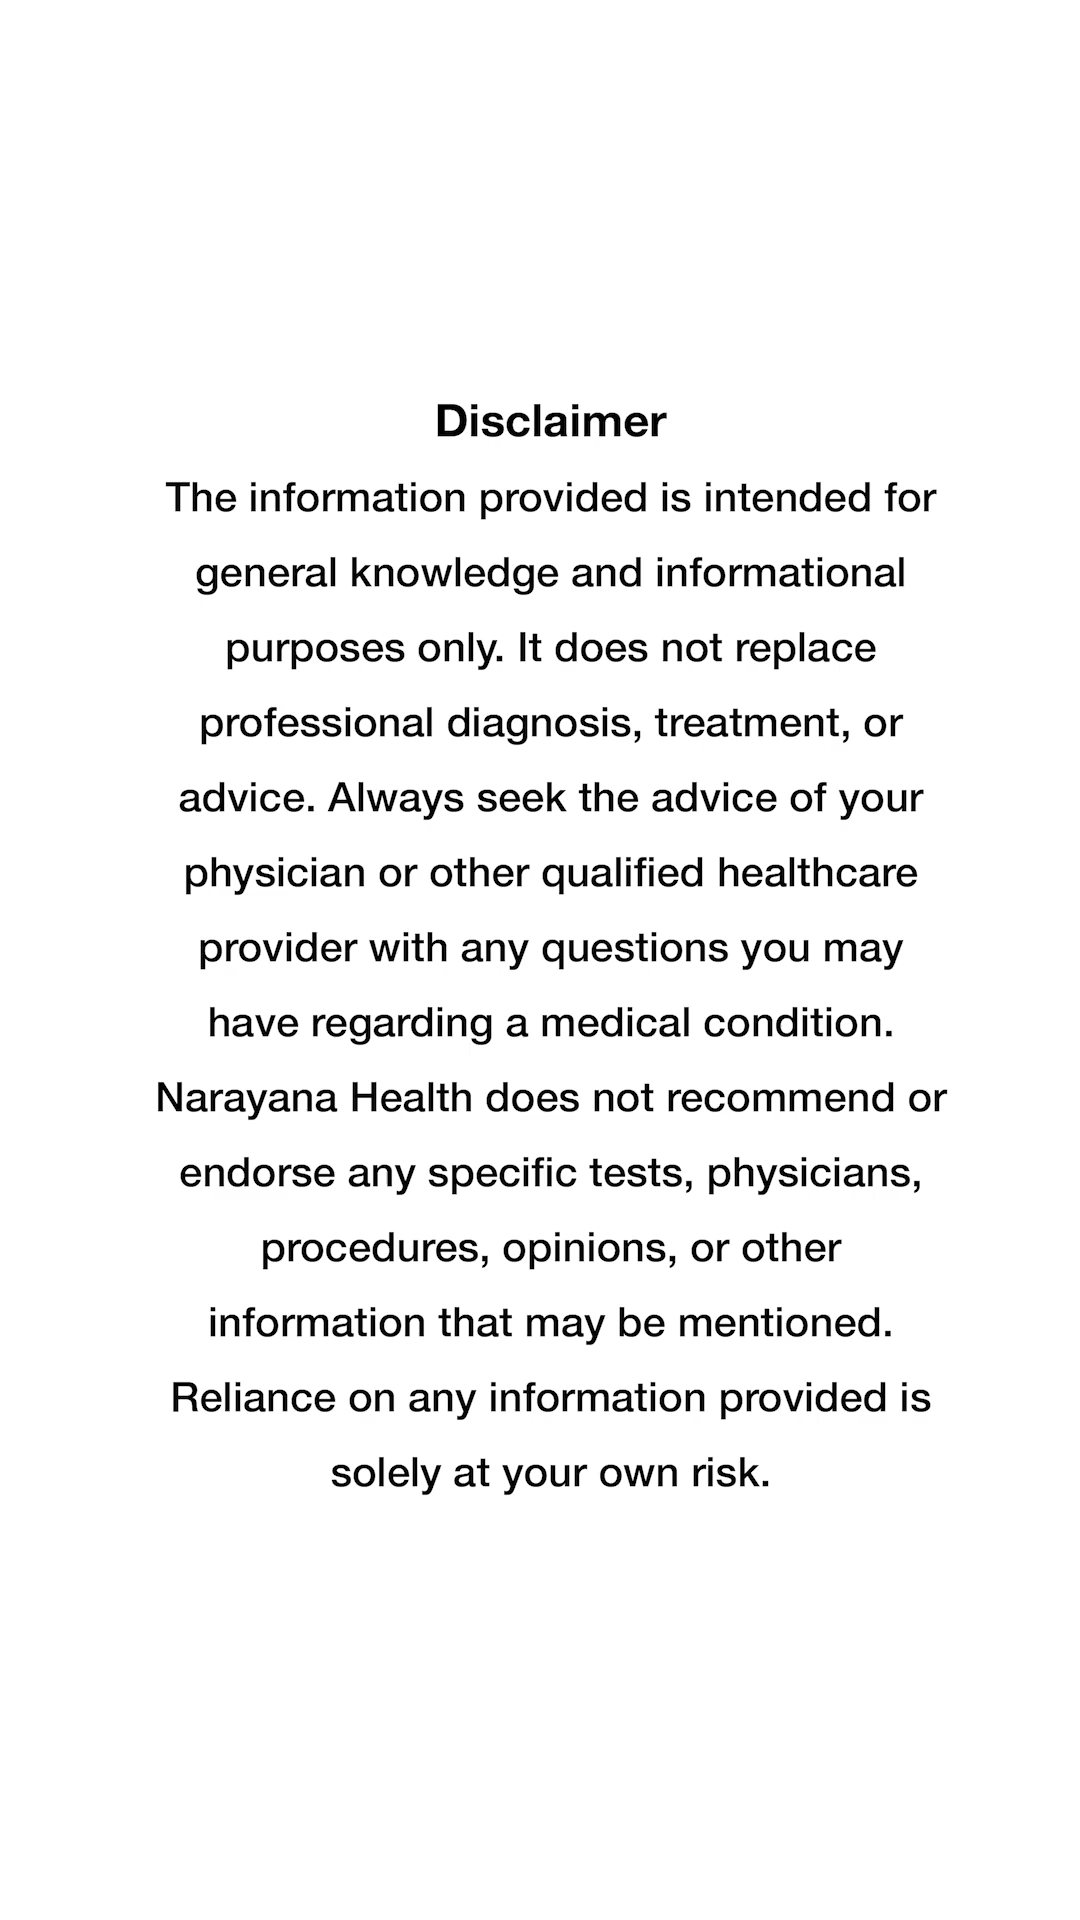 Disclaimer
The information provided is intended for
general knowledge and informational
purposes only. It does not replace
professional diagnosis, treatment, or
advice. Always seek the advice of your
physician or other qualified healthcare
provider with any questions you may
have regarding a medical condition.
Narayana Health does not recommend or
endorse any specific tests, physicians,
procedures, opinions, or other
information that may be mentioned.
Reliance on any information provided is
solely at your own risk.